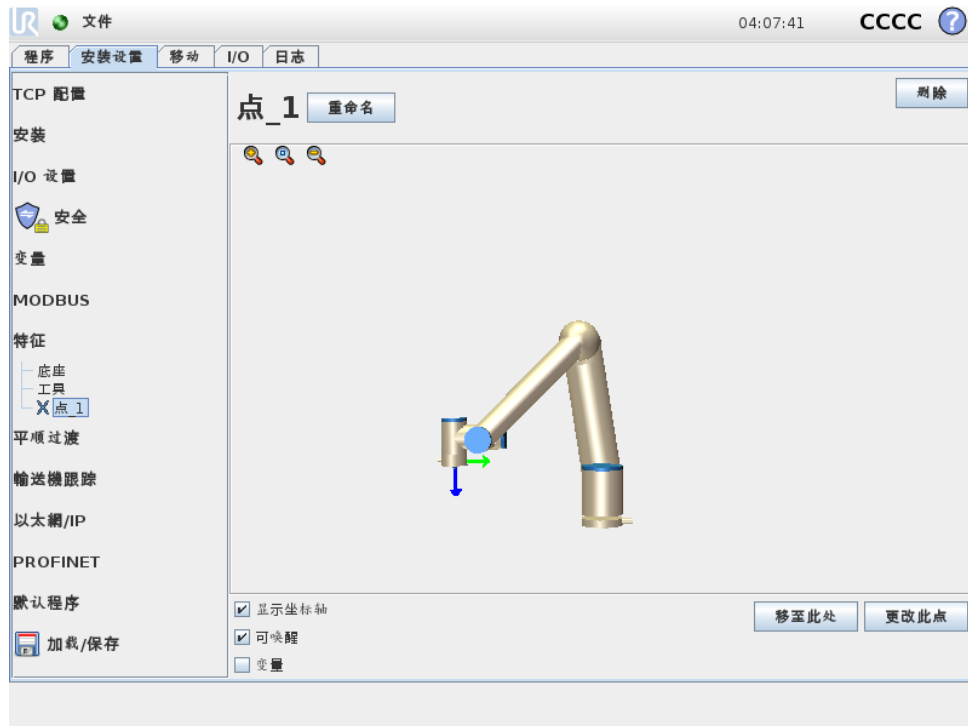 UR 文件 04:07:41 CCCC ?
程序 安装设置 移动 I/O 日志
TCP 配置
安装
I/O 设置
安全
变量
MODBUS
特征
底座
工具
点_1
平顺过渡
輸送機跟踪
以太網/IP
PROFINET
默认程序
加载/保存
点_1 重命名 删除
显示坐标轴
可唤醒
变量
移至此处 更改此点